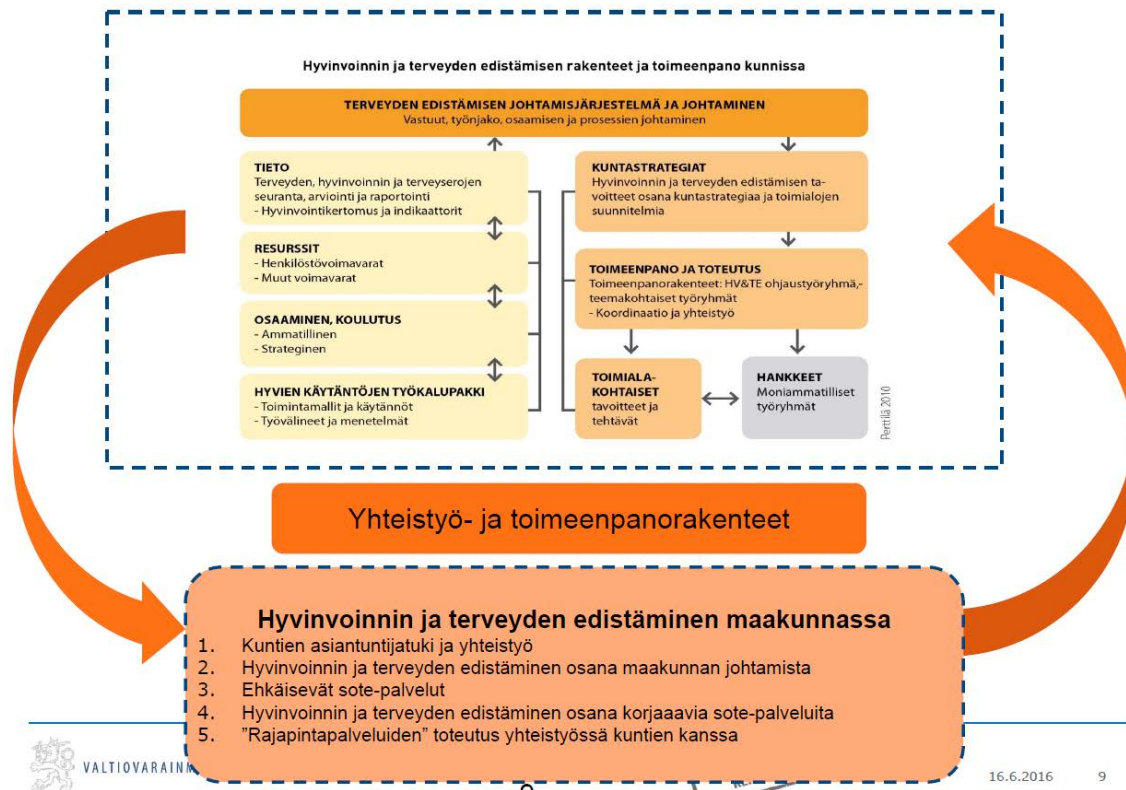 Hyvinvoinnin ja terveyden edistämisen rakenteet ja toimeenpano kunnissa
TERVEYDEN EDISTÄMISEN JOHTAMISJÄRJESTELMÄ JA JOHTAMINEN
Vastuut, työnjako, osaamisen ja prosessien johtaminen
TIETO
Terveyden, hyvinvoinnin ja terveyserojen
seuranta, arviointi ja raportointi
- Hyvinvointikertomus ja indikaattorit
RESURSSIT
- Henkilöstövoimavarat
- Muut voimavarat
OSAAMINEN, KOULUTUS
- Ammatillinen
- Strateginen
HYVIEN KÄYTÄNTÖJEN TYÖKALUPAKKI
- Toimintamallit ja käytännöt
- Työvälineet ja menetelmät
KUNTASTRATEGIAT
Hyvinvoinnin ja terveyden edistämisen ta-
voitteet osana kuntastrategiaa ja toimialojen
suunnitelmia
TOIMEENPANO JA TOTEUTUS
Toimeenpanorakenteet: HV&TE ohjaustyöryhmä,-
teemakohtaiset työryhmät
- Koordinaatio ja yhteistyö
TOIMIALA-
KOHTAISET
tavoitteet ja
tehtävät
HANKKEET
Moniammatilliset
työryhmät
Perttilä 2010
Yhteistyö- ja toimeenpanorakenteet
Hyvinvoinnin ja terveyden edistäminen maakunnassa
1. Kuntien asiantuntijatuki ja yhteistyö
2. Hyvinvoinnin ja terveyden edistäminen osana maakunnan johtamista
3. Ehkäisevät sote-palvelut
4. Hyvinvoinnin ja terveyden edistäminen osana korjaaavia sote-palveluita
5. ”Rajapintapalveluiden” toteutus yhteistyössä kuntien kanssa
VALTIOVARAINM
16.6.2016 9